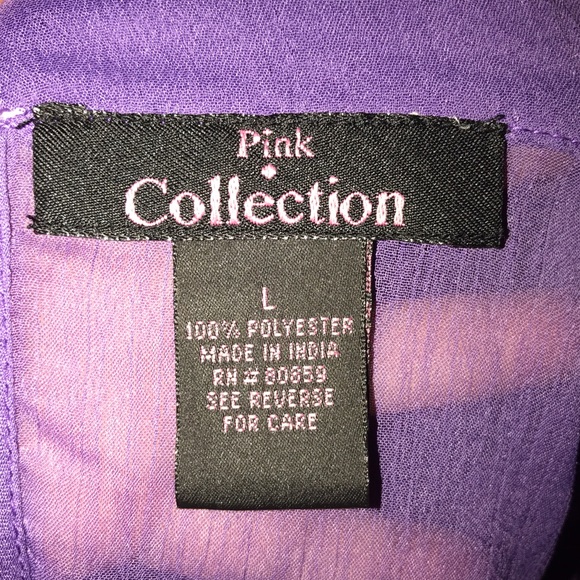 Pink
Collection
L
100% POLYESTER
MADE IN INDIA
RN # 80859
SEE REVERSE
FOR CARE